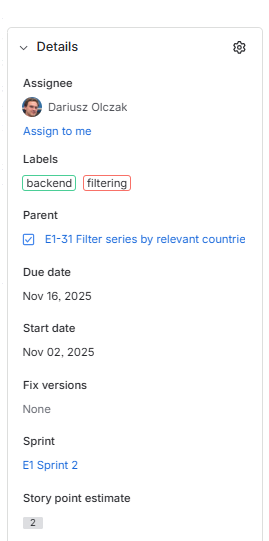 Details
Assignee
Dariusz Olczak
Assign to me
Labels
backend filtering
Parent
E1-31 Filter series by relevant countrie
Due date
Nov 16, 2025
Start date
Nov 02, 2025
Fix versions
None
Sprint
E1 Sprint 2
Story point estimate
2